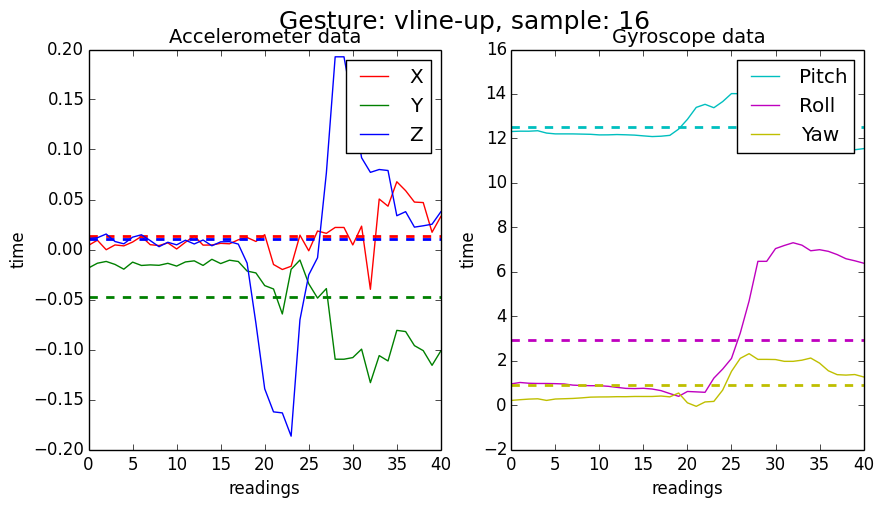 Gesture: vline-up, sample: 16
Accelerometer data
0.20
0.15
0.10
0.05
0.00
−0.05
−0.10
−0.15
−0.20
time
0 5 10 15 20 25 30 35 40
readings
X
Y
Z
Gyroscope data
16
14
12
10
8
6
4
2
0
−2
time
0 5 10 15 20 25 30 35 40
readings
Pitch
Roll
Yaw